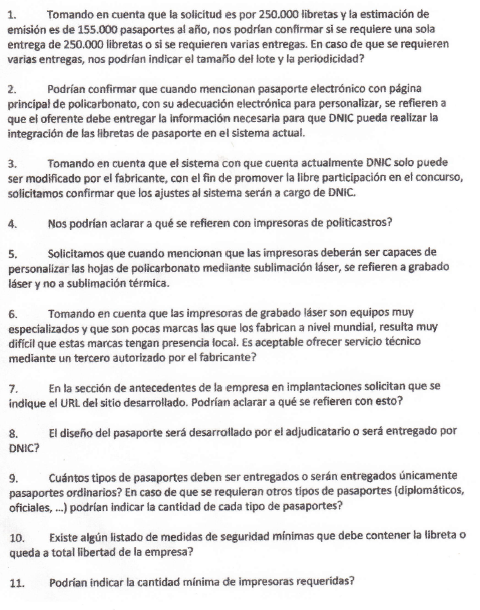 1. Tomando en cuenta que la solicitud es por 250.000 libretas y la estimación de
emisión es de 155.000 pasaportes al año, nos podrían confirmar si se requiere una sola
entrega de 250.000 libretas o si se requieren varias entregas. En caso de que se requieren
varias entregas, nos podrían indicar el tamaño del lote y la periodicidad?
2. Podrían confirmar que cuando mencionan pasaporte electrónico con página
principal de policarbonato, con su adecuación electrónica para personalizar, se refieren a
que el oferente debe entregar la información necesaria para que DNIC pueda realizar la
integración de las libretas de pasaporte en el sistema actual.
3. Tomando en cuenta que el sistema con que cuenta actualmente DNIC solo puede
ser modificado por el fabricante, con el fin de promover la libre participación en el concurso,
solicitamos confirmar que los ajustes al sistema serán a cargo de DNIC.
4. Nos podrían aclarar a qué se refieren con impresoras de politicastros?
5. Solicitamos que cuando mencionan que las impresoras deberán ser capaces de
personalizar las hojas de policarbonato mediante sublimación láser, se refieren a grabado
láser y no a sublimación térmica.
6. Tomando en cuenta que las impresoras de grabado láser son equipos muy
especializados y que son pocas marcas las que los fabrican a nivel mundial, resulta muy
difícil que estas marcas tengan presencia local. Es aceptable ofrecer servicio técnico
mediante un tercero autorizado por el fabricante?
7. En la sección de antecedentes de la empresa en implantaciones solicitan que se
indique el URL del sitio desarrollado. Podrían aclarar a qué se refieren con esto?
8. El diseño del pasaporte será desarrollado por el adjudicatario o será entregado por
DNIC?
9. Cuántos tipos de pasaportes deben ser entregados o serán entregados únicamente
pasaportes ordinarios? En caso de que se requieran otros tipos de pasaportes (diplomáticos,
oficiales, ...) podrían indicar la cantidad de cada tipo de pasaportes?
10. Existe algún listado de medidas de seguridad mínimas que debe contener la libreta o
queda a total libertad de la empresa?
11. Podrían indicar la cantidad mínima de impresoras requeridas?